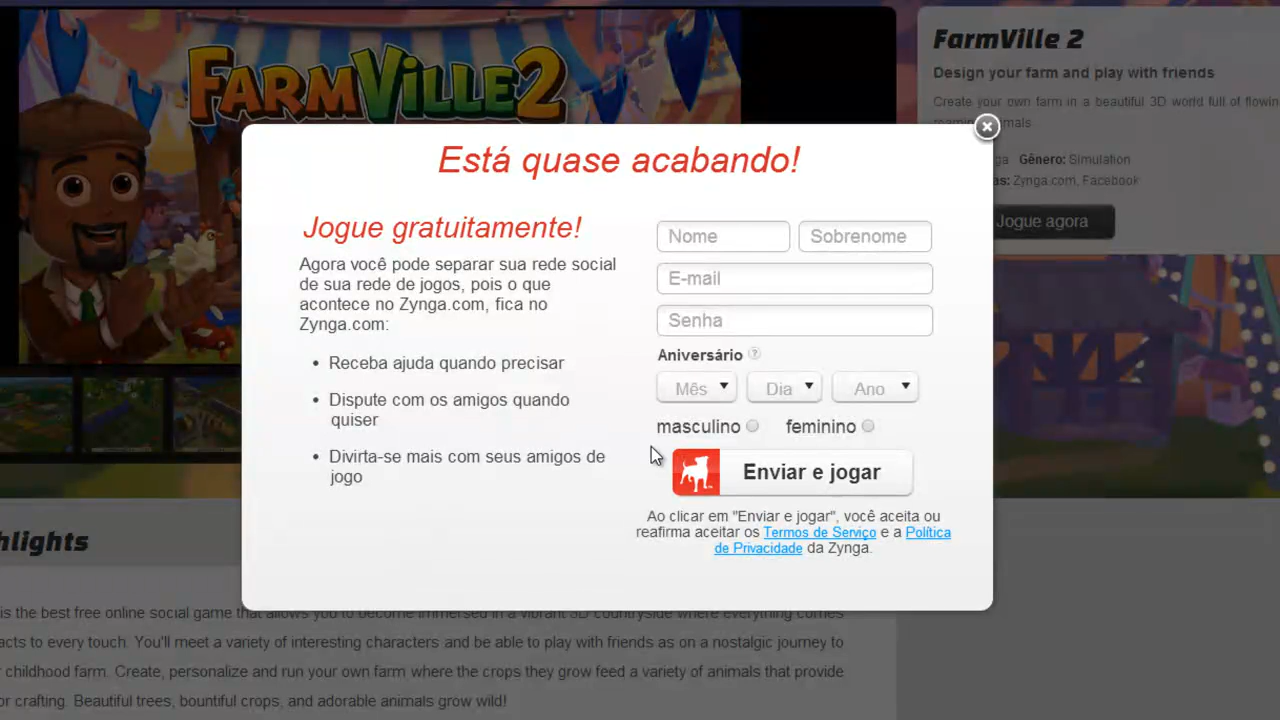 FARMVILLE 2
FarmVille 2
Design your farm and play with friends
Create your own farm in a beautiful 3D world full of
Gênero: Simulation
Zynga.com, Facebook
Jogue agora
Está quase acabando!
Jogue gratuitamente!
Agora você pode separar sua rede social
de sua rede de jogos, pois o que
acontece no Zynga.com, fica no
Zynga.com:
• Receba ajuda quando precisar
• Dispute com os amigos quando
quiser
• Divirta-se mais com seus amigos de
jogo
Nome Sobrenome
E-mail
Senha
Aniversário ?
Mês Dia Ano
masculino feminino
Enviar e jogar
Ao clicar em "Enviar e jogar", você aceita ou
reafirma aceitar os Termos de Serviço e a Política
de Privacidade da Zynga.
hlights
is the best free online social game that allows you to become immersed in a vibrant 3D countryside where everything comes
acts to every touch. You'll meet a variety of interesting characters and be able to play with friends as on a nostalgic journey to
childhood farm. Create, personalize and run your own farm where the crops they grow feed a variety of animals that provide
or crafting. Beautiful trees, bountiful crops, and adorable animals grow wild!